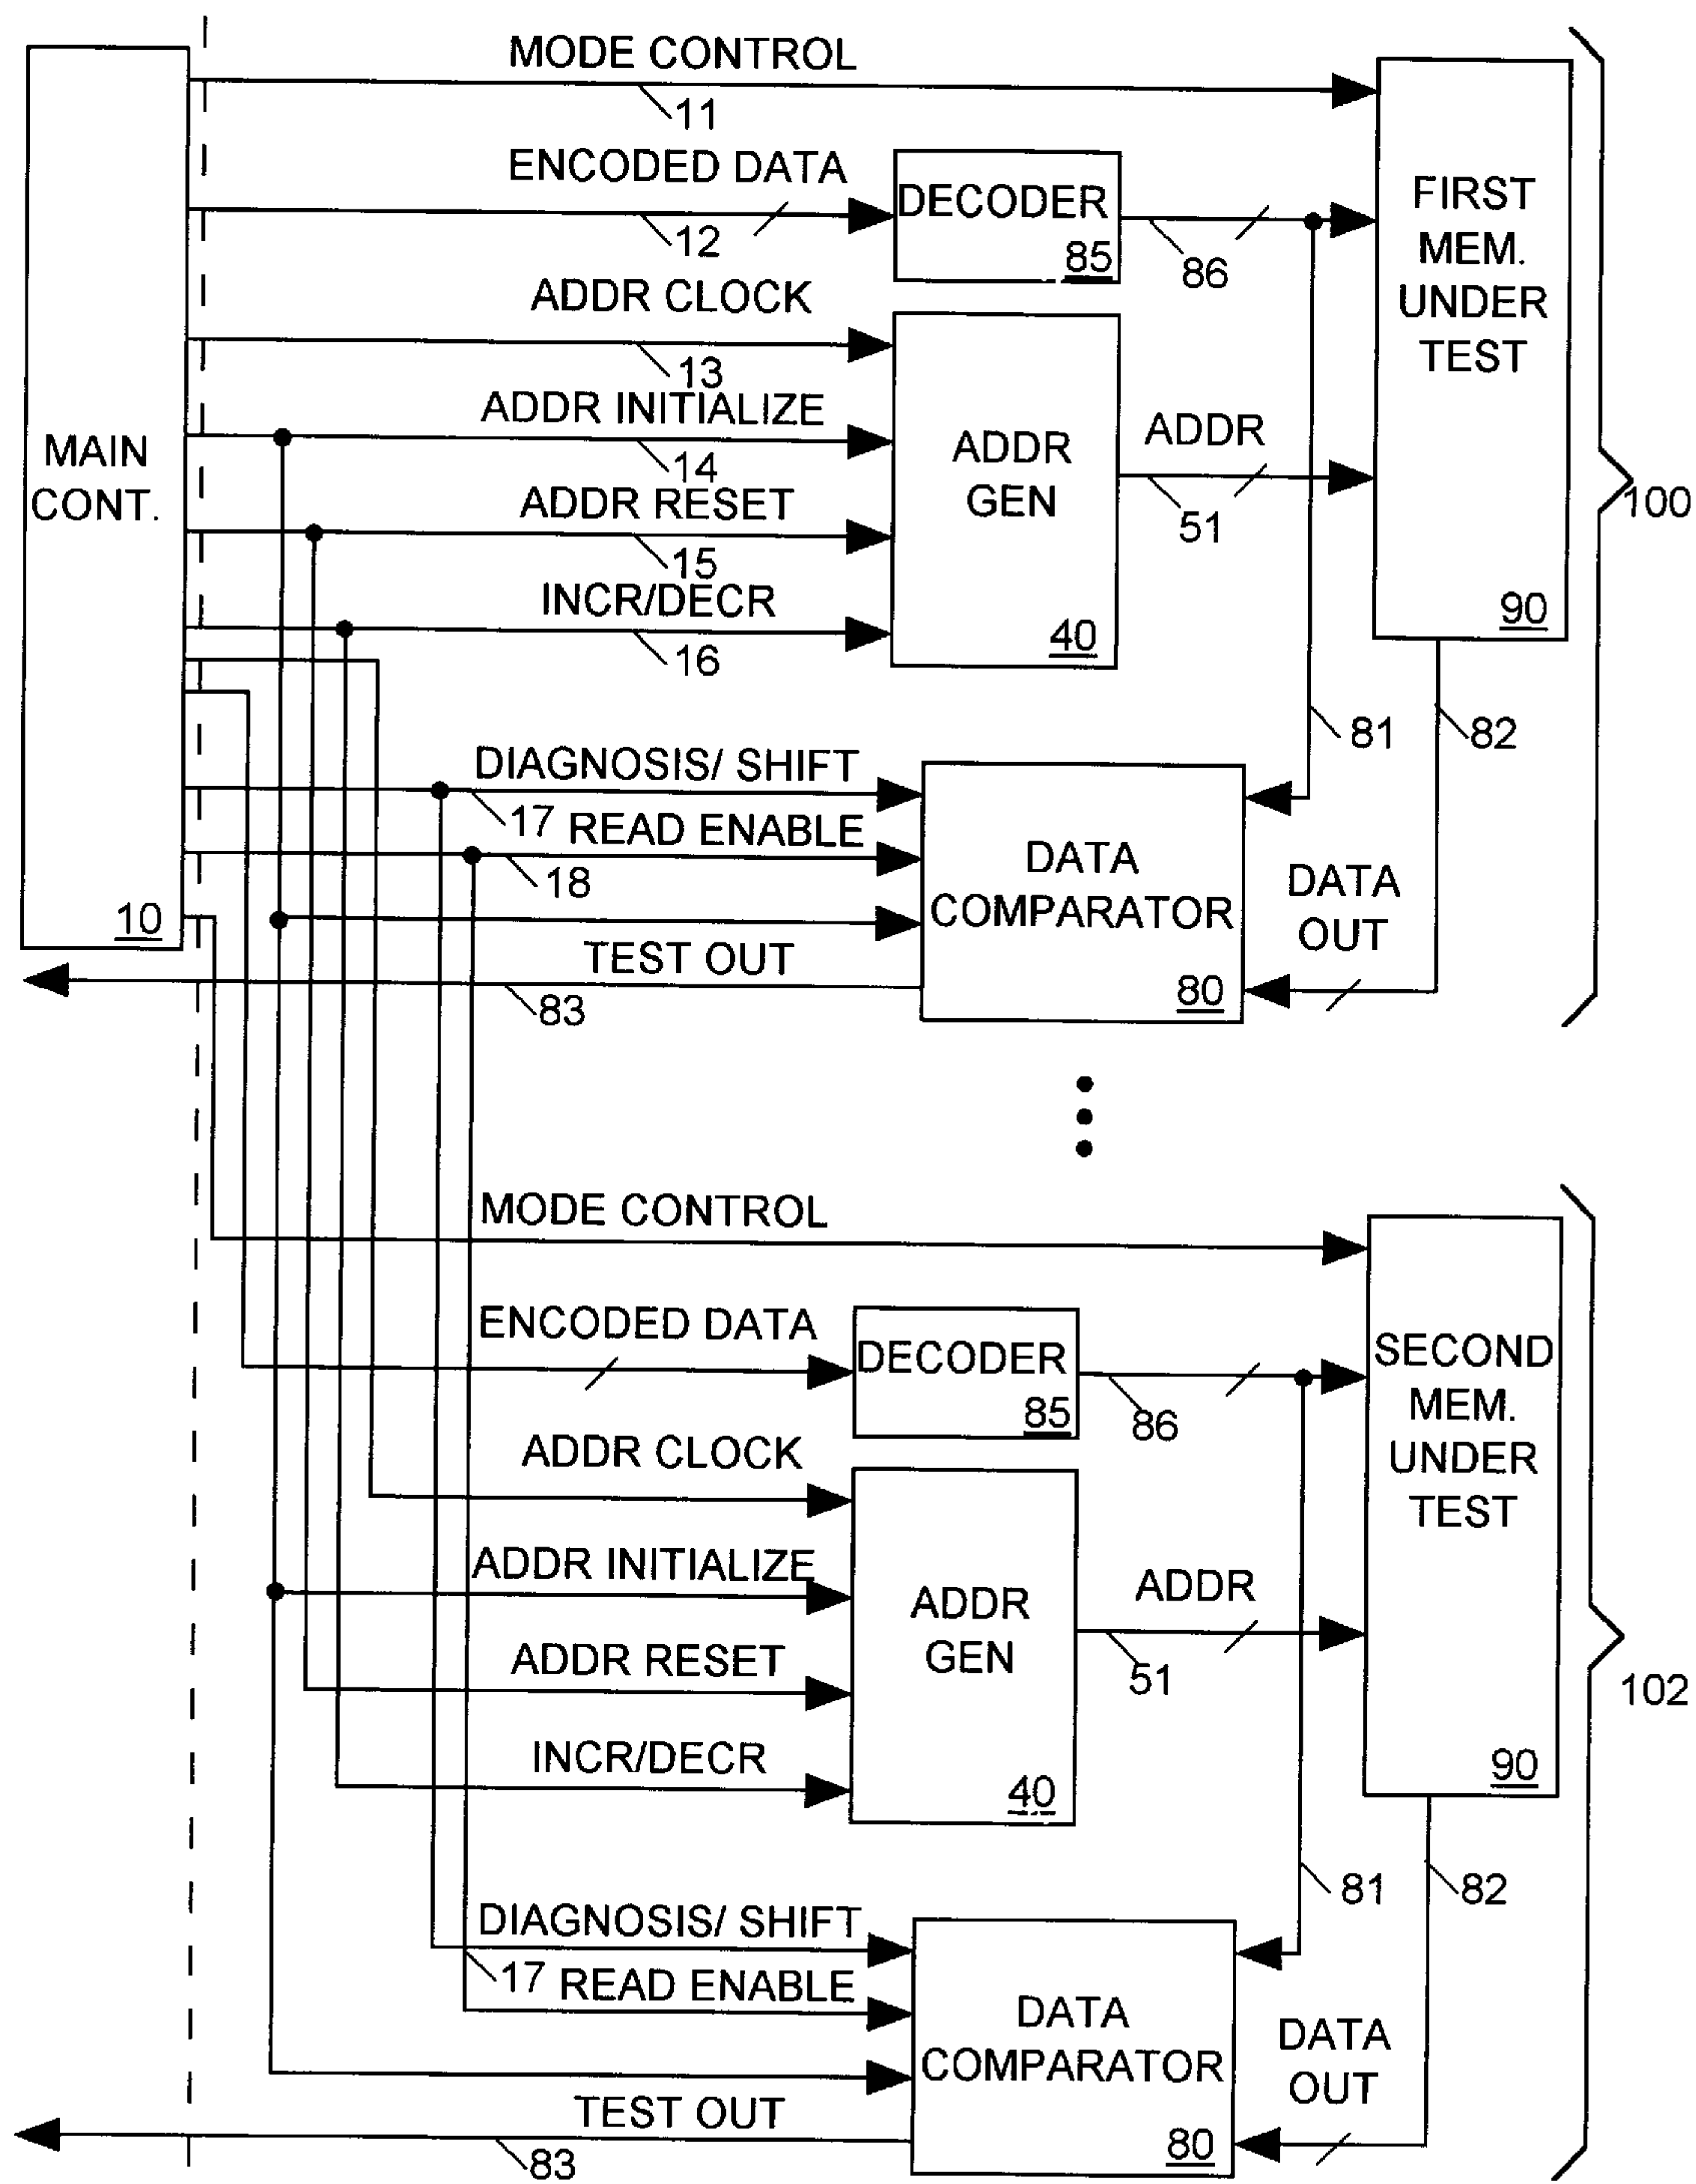 MODE CONTROL
11
ENCODED DATA
12
DECODER
85
86
FIRST
MEM.
UNDER
TEST
90
ADDR CLOCK
13
ADDR INITIALIZE
14
ADDR RESET
15
INCR/DECR
16
MAIN
CONT.
10
ADDR
GEN
40
ADDR
51
100
81
82
DIAGNOSIS/ SHIFT
17
READ ENABLE
18
DATA
COMPARATOR
80
DATA
OUT
TEST OUT
83
MODE CONTROL
ENCODED DATA
DECODER
85
86
SECOND
MEM.
UNDER
TEST
90
ADDR CLOCK
ADDR INITIALIZE
ADDR RESET
INCR/DECR
ADDR
GEN
40
ADDR
51
102
81
82
DIAGNOSIS/ SHIFT
17
READ ENABLE
DATA
COMPARATOR
80
DATA
OUT
TEST OUT
83